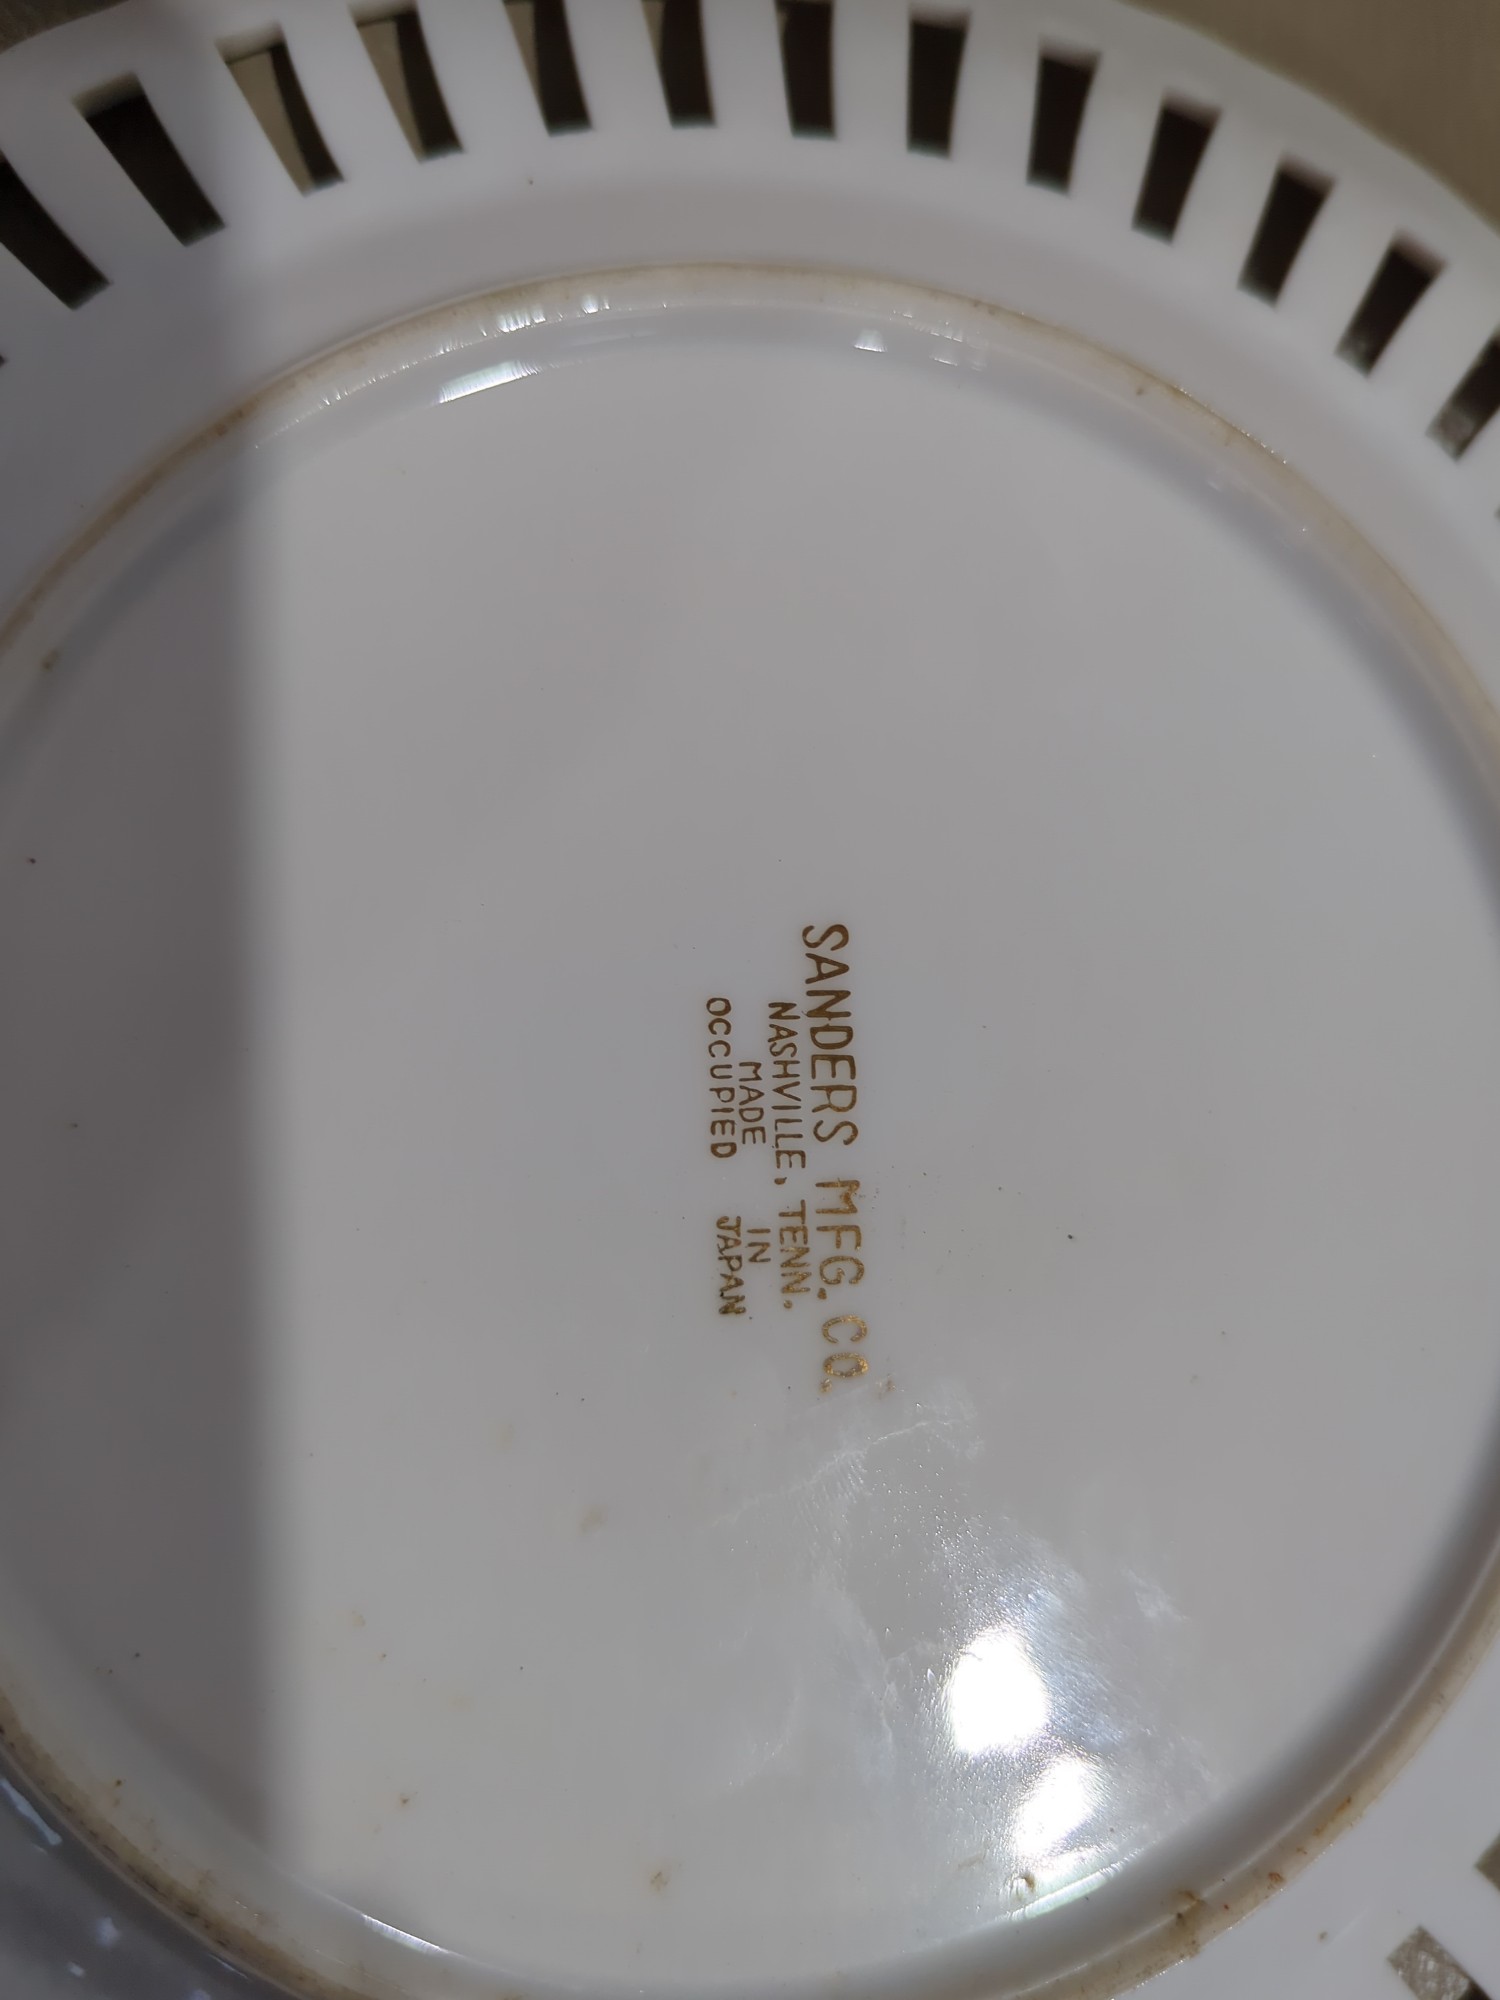 SANDERS MFG. CO.
NASHVILLE, TENN.
MADE IN
OCCUPIED JAPAN